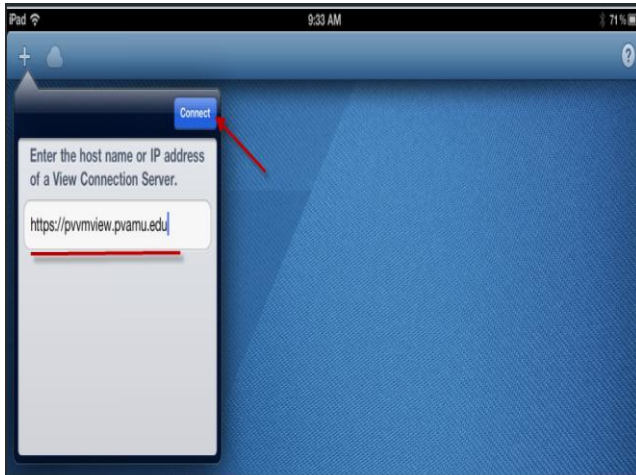 iPad 9:33 AM 71%
+ ?
Connect
Enter the host name or IP address
of a View Connection Server.
https://pvvmview.pvamu.edu